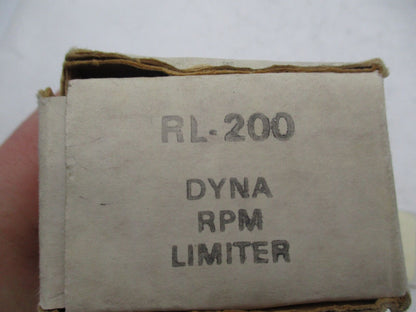 RL-200
DYNA
RPM
LIMITER